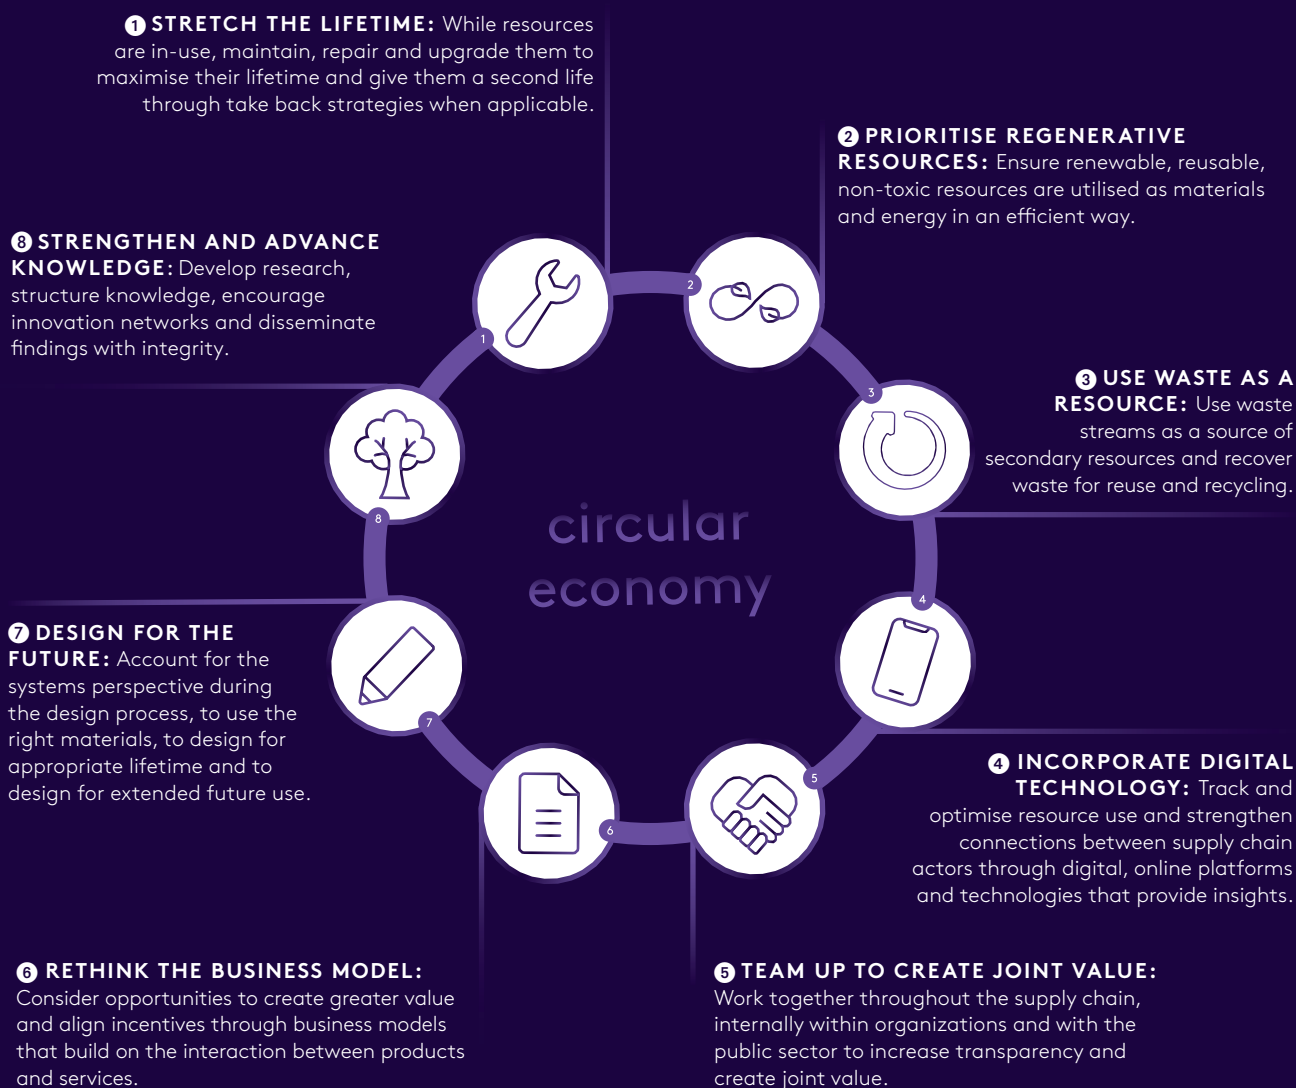 1 STRETCH THE LIFETIME: While resources
are in-use, maintain, repair and upgrade them to
maximise their lifetime and give them a second life
through take back strategies when applicable.
2 PRIORITISE REGENERATIVE
RESOURCES: Ensure renewable, reusable,
non-toxic resources are utilised as materials
and energy in an efficient way.
8 STRENGTHEN AND ADVANCE
KNOWLEDGE: Develop research,
structure knowledge, encourage
innovation networks and disseminate
findings with integrity.
3 USE WASTE AS A
RESOURCE: Use waste
streams as a source of
secondary resources and recover
waste for reuse and recycling.
1
2
3
4
5
6
7
8
circular
economy
7 DESIGN FOR THE
FUTURE: Account for the
systems perspective during
the design process, to use the
right materials, to design for
appropriate lifetime and to
design for extended future use.
4 INCORPORATE DIGITAL
TECHNOLOGY: Track and
optimise resource use and strengthen
connections between supply chain
actors through digital, online platforms
and technologies that provide insights.
6 RETHINK THE BUSINESS MODEL:
Consider opportunities to create greater value
and align incentives through business models
that build on the interaction between products
and services.
5 TEAM UP TO CREATE JOINT VALUE:
Work together throughout the supply chain,
internally within organizations and with the
public sector to increase transparency and
create joint value.